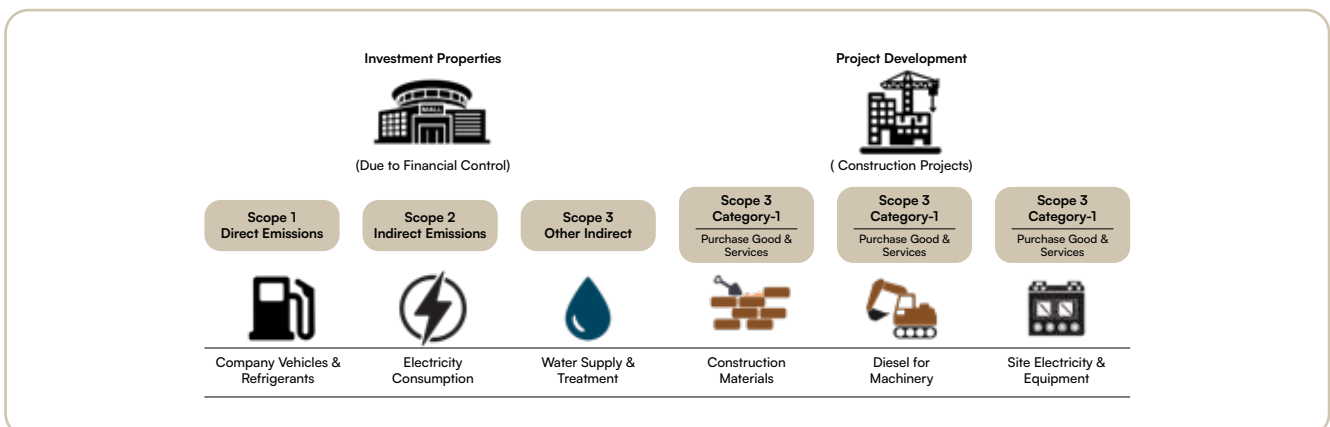 Investment Properties
MALL
(Due to Financial Control)
Project Development
( Construction Projects)
Scope 1
Direct Emissions
Scope 2
Indirect Emissions
Scope 3
Other Indirect
Scope 3
Category-1
Purchase Good &
Services
Scope 3
Category-1
Purchase Good &
Services
Scope 3
Category-1
Purchase Good &
Services
Company Vehicles &
Refrigerants
Electricity
Consumption
Water Supply &
Treatment
Construction
Materials
Diesel for
Machinery
Site Electricity &
Equipment